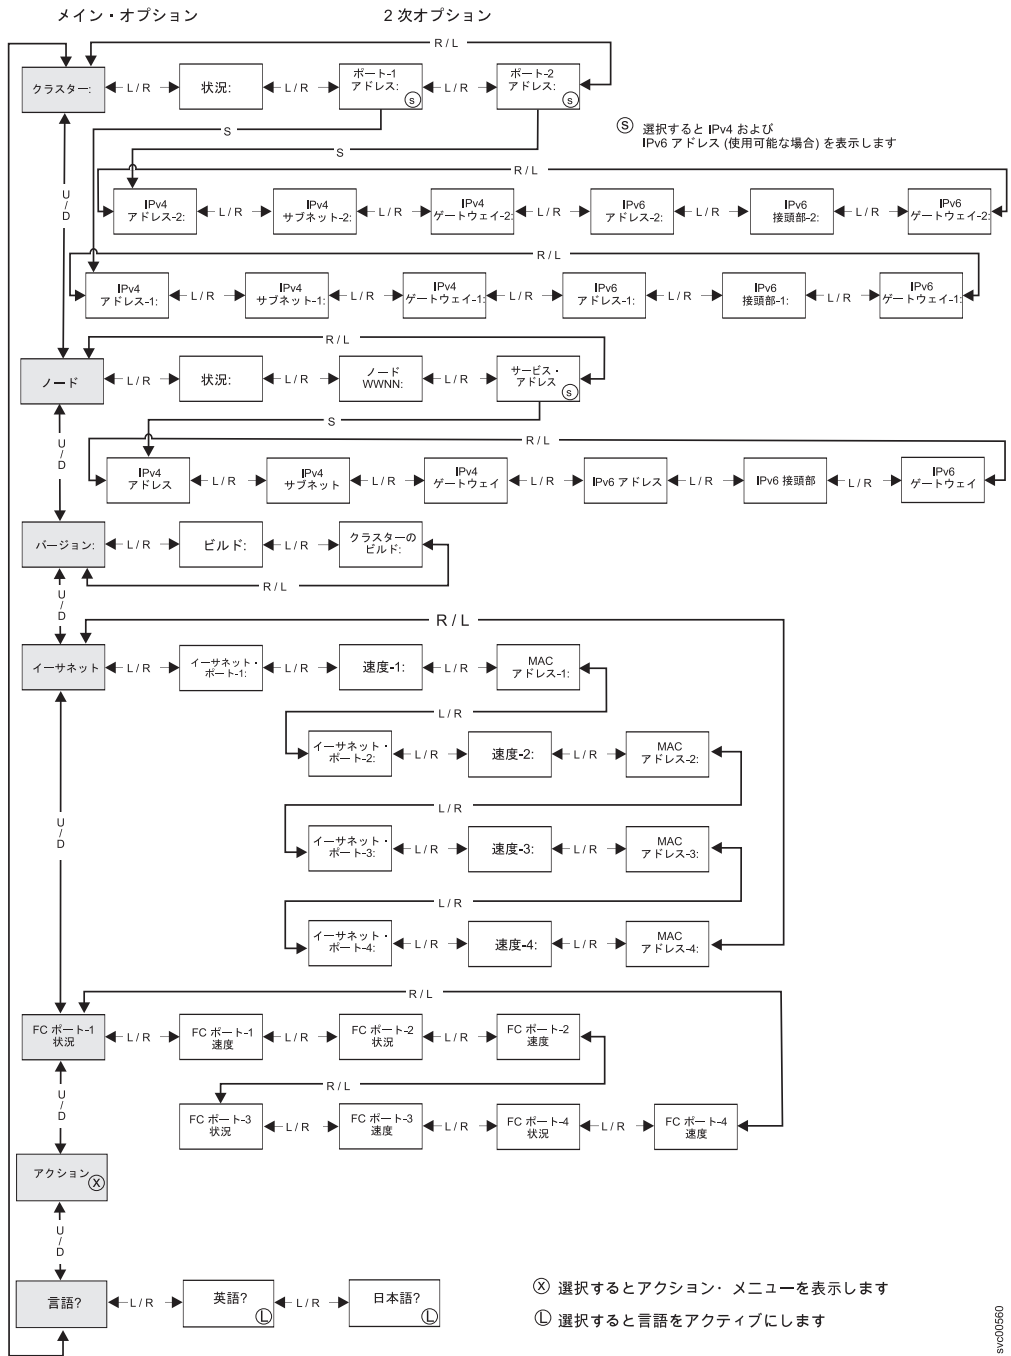 メイン・オプション
2 次オプション
R / L
クラスター:
L / R
状況:
L / R
ポート-1
アドレス:
S
L / R
ポート-2
アドレス:
S
S
S
Ⓢ 選択すると IPv4 および
IPv6 アドレス (使用可能な場合) を表示します
U/D
R / L
IPv4
アドレス-2:
L / R
IPv4
サブネット-2:
L / R
IPv4
ゲートウェイ-2:
L / R
IPv6
アドレス-2:
L / R
IPv6
接頭部-2:
L / R
IPv6
ゲートウェイ-2:
R / L
IPv4
アドレス-1:
L / R
IPv4
サブネット-1:
L / R
IPv4
ゲートウェイ-1:
L / R
IPv6
アドレス-1:
L / R
IPv6
接頭部-1:
L / R
IPv6
ゲートウェイ-1:
R / L
ノード
L / R
状況:
L / R
ノード
WWNN:
L / R
サービス・
アドレス
S
S
U/D
R / L
IPv4
アドレス
L / R
IPv4
サブネット
L / R
IPv4
ゲートウェイ
L / R
IPv6 アドレス
L / R
IPv6 接頭部
L / R
IPv6
ゲートウェイ
バージョン:
L / R
ビルド:
L / R
クラスターの
ビルド:
R / L
U/D
R / L
イーサネット
L / R
イーサネット・
ポート-1:
L / R
速度-1:
L / R
MAC
アドレス-1:
L / R
イーサネット・
ポート-2:
L / R
速度-2:
L / R
MAC
アドレス-2:
L / R
U/D
イーサネット・
ポート-3:
L / R
速度-3:
L / R
MAC
アドレス-3:
L / R
イーサネット・
ポート-4:
L / R
速度-4:
L / R
MAC
アドレス-4:
R / L
FC ポート-1
状況
L / R
FC ポート-1
速度
L / R
FC ポート-2
状況
L / R
FC ポート-2
速度
R / L
U/D
FC ポート-3
状況
L / R
FC ポート-3
速度
L / R
FC ポート-4
状況
L / R
FC ポート-4
速度
アクション
X
U/D
言語?
L / R
英語?
L
L / R
日本語?
L
Ⓧ 選択するとアクション・ メニューを表示します
Ⓛ 選択すると言語をアクティブにします
svc00560